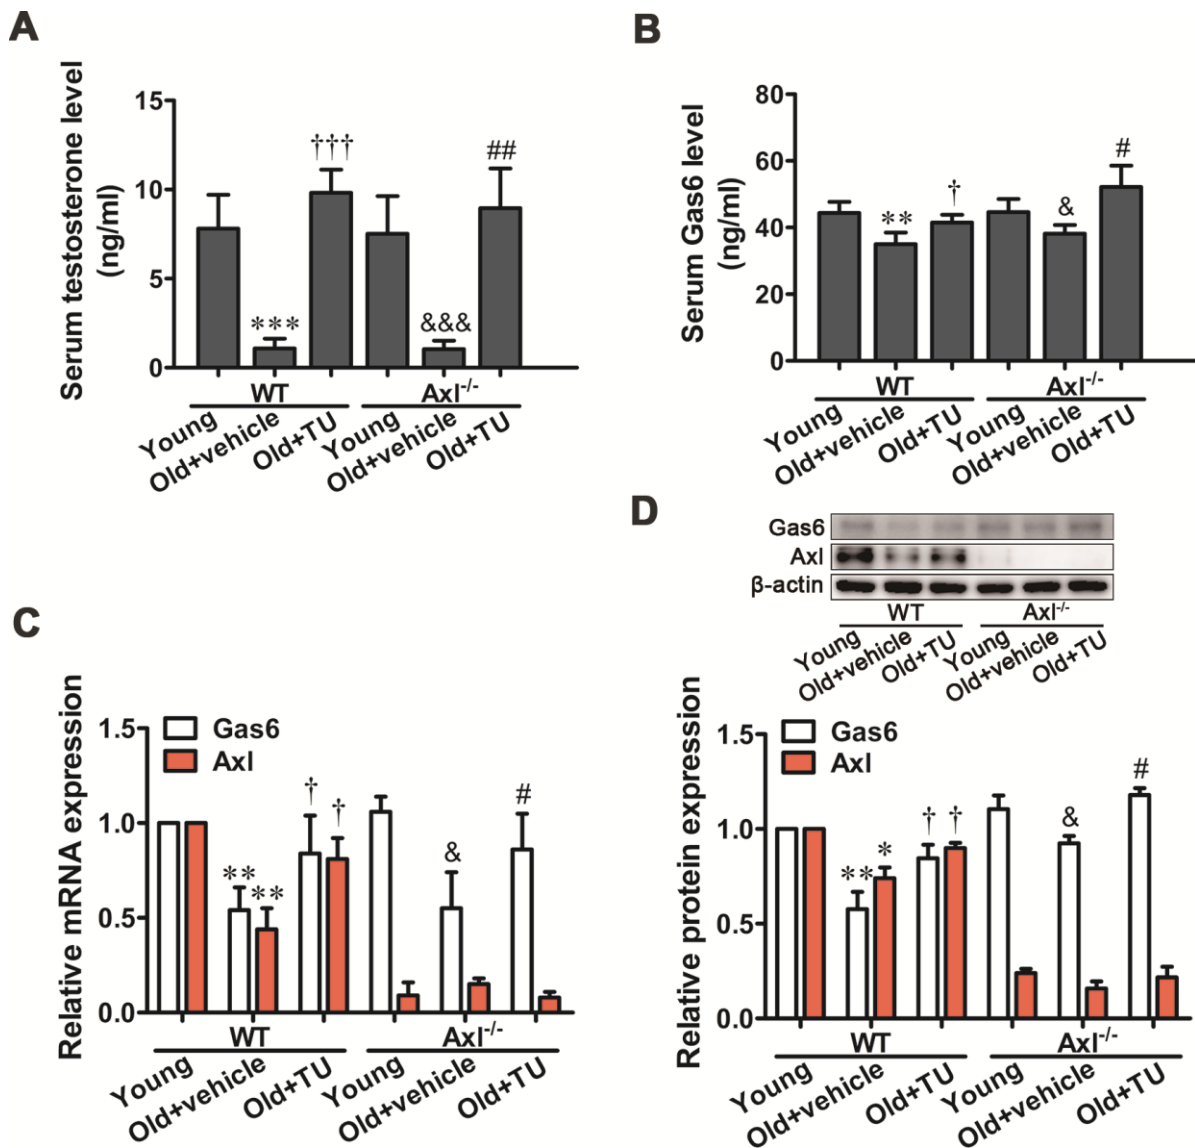 A
Serum testosterone level
(ng/ml)
15
10
5
0
***
†††
&&&
##
WT
Axl-/-
Young
Old+vehicle
Old+TU
Young
Old+vehicle
Old+TU
B
Serum Gas6 level
(ng/ml)
80
60
40
20
0
**
†
&
#
WT
Axl-/-
Young
Old+vehicle
Old+TU
Young
Old+vehicle
Old+TU
C
Relative mRNA expression
1.5
1.0
0.5
0.0
Gas6
Axl
**
**
†
†
&
#
WT
Axl-/-
Young
Old+vehicle
Old+TU
Young
Old+vehicle
Old+TU
D
Gas6
Axl
β-actin
WT
Axl-/-
Young
Old+vehicle
Old+TU
Young
Old+vehicle
Old+TU
Relative protein expression
1.5
1.0
0.5
1.0
Gas6
Axl
**
*
†
†
&
#
WT
Axl-/-
Young
Old+vehicle
Old+TU
Young
Old+vehicle
Old+TU